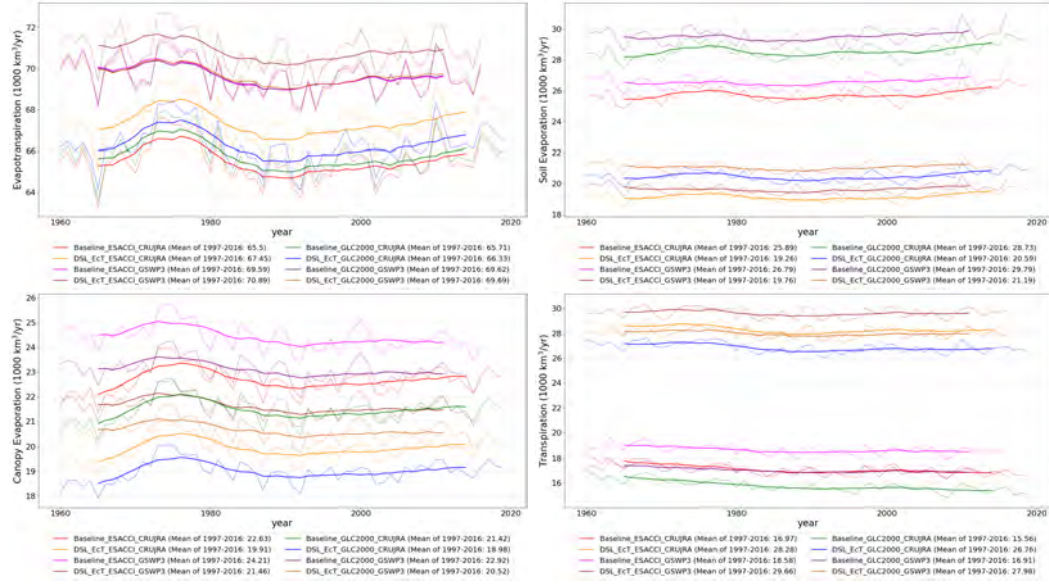 Evapotranspiration (1000 km³/yr)
72
70
68
66
64
1960
1980
2000
2020
year
Baseline_ESACCI_CRUJRA (Mean of 1997-2016: 65.5)
DSL_EcT_ESACCI_CRUJRA (Mean of 1997-2016: 67.45)
Baseline_ESACCI_GSWP3 (Mean of 1997-2016: 69.59)
DSL_EcT_ESACCI_GSWP3 (Mean of 1997-2016: 70.89)
Baseline_GLC2000_CRUJRA (Mean of 1997-2016: 65.71)
DSL_EcT_GLC2000_CRUJRA (Mean of 1997-2016: 66.33)
Baseline_GLC2000_GSWP3 (Mean of 1997-2016: 69.62)
DSL_EcT_GLC2000_GSWP3 (Mean of 1997-2016: 69.69)
Soil Evaporation (1000 km³/yr)
30
28
26
24
22
20
18
1960
1980
2000
2020
year
Baseline_ESACCI_CRUJRA (Mean of 1997-2016: 25.89)
DSL_EcT_ESACCI_CRUJRA (Mean of 1997-2016: 19.26)
Baseline_ESACCI_GSWP3 (Mean of 1997-2016: 26.79)
DSL_EcT_ESACCI_GSWP3 (Mean of 1997-2016: 19.76)
Baseline_GLC2000_CRUJRA (Mean of 1997-2016: 28.73)
DSL_EcT_GLC2000_CRUJRA (Mean of 1997-2016: 20.59)
Baseline_GLC2000_GSWP3 (Mean of 1997-2016: 29.79)
DSL_EcT_GLC2000_GSWP3 (Mean of 1997-2016: 21.19)
Canopy Evaporation (1000 km³/yr)
26
25
24
23
22
21
20
19
18
1960
1980
2000
2020
year
Baseline_ESACCI_CRUJRA (Mean of 1997-2016: 22.63)
DSL_EcT_ESACCI_CRUJRA (Mean of 1997-2016: 19.91)
Baseline_ESACCI_GSWP3 (Mean of 1997-2016: 24.21)
DSL_EcT_ESACCI_GSWP3 (Mean of 1997-2016: 21.46)
Baseline_GLC2000_CRUJRA (Mean of 1997-2016: 21.42)
DSL_EcT_GLC2000_CRUJRA (Mean of 1997-2016: 18.98)
Baseline_GLC2000_GSWP3 (Mean of 1997-2016: 22.92)
DSL_EcT_GLC2000_GSWP3 (Mean of 1997-2016: 20.52)
Transpiration (1000 km³/yr)
30
28
26
24
22
20
18
16
1960
1980
2000
2020
year
Baseline_ESACCI_CRUJRA (Mean of 1997-2016: 16.97)
DSL_EcT_ESACCI_CRUJRA (Mean of 1997-2016: 28.28)
Baseline_ESACCI_GSWP3 (Mean of 1997-2016: 18.58)
DSL_EcT_ESACCI_GSWP3 (Mean of 1997-2016: 29.66)
Baseline_GLC2000_CRUJRA (Mean of 1997-2016: 15.56)
DSL_EcT_GLC2000_CRUJRA (Mean of 1997-2016: 26.76)
Baseline_GLC2000_GSWP3 (Mean of 1997-2016: 16.91)
DSL_EcT_GLC2000_GSWP3 (Mean of 1997-2016: 27.98)